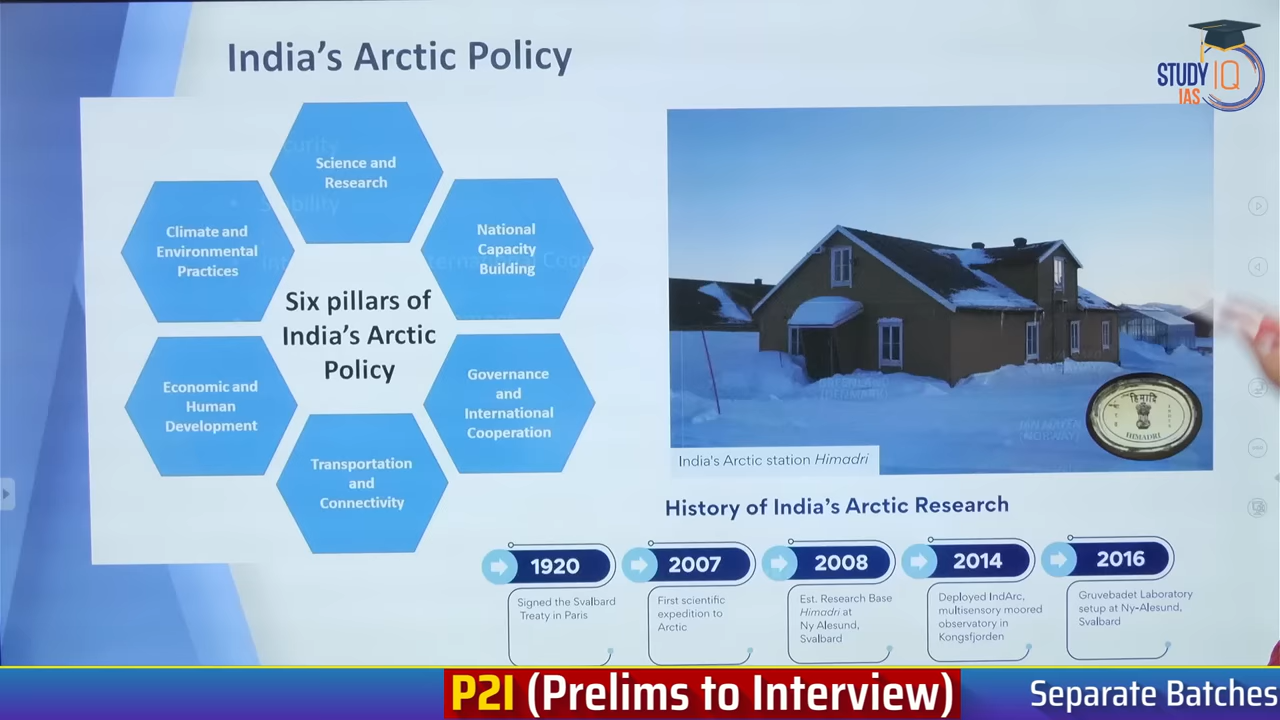 India's Arctic Policy
STUDY IQ
IAS
Science and
Research
Climate and
Environmental
Practices
National
Capacity
Building
Six pillars of
India's Arctic
Policy
Economic and
Human
Development
Governance
and
International
Cooperation
Transportation
and
Connectivity
हिमाद्रि
HIMADRI
India's Arctic station Himadri
History of India's Arctic Research
1920
Signed the Svalbard
Treaty in Paris
2007
First scientific
expedition to
Arctic
2008
Est. Research Base
Himadri at
Ny Alesund,
Svalbard
2014
Deployed IndArc,
multisensory moored
observatory in
Kongsfjorden
2016
Gruvebadet Laboratory
setup at Ny-Alesund,
Svalbard
P2I (Prelims to Interview)
Separate Batches